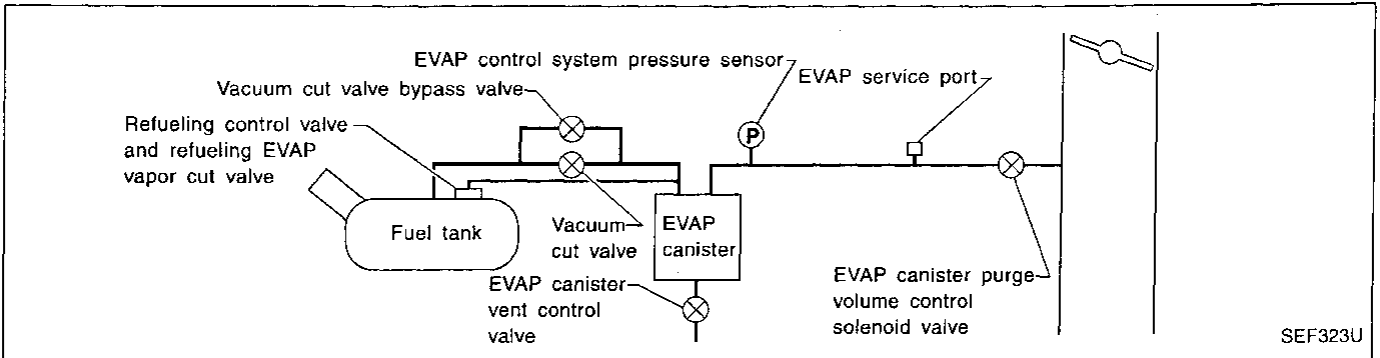 EVAP control system pressure sensor
EVAP service port
Vacuum cut valve bypass valve
Refueling control valve
and refueling EVAP
vapor cut valve
P
Fuel tank
Vacuum
cut valve
EVAP
canister
EVAP canister
vent control
valve
EVAP canister purge
volume control
solenoid valve
SEF323U